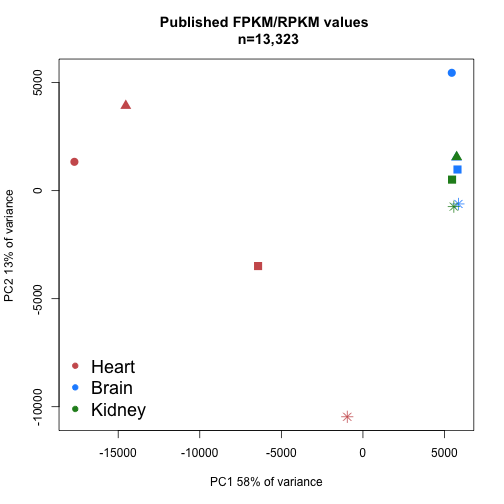 Published FPKM/RPKM values
n=13,323
PC2 13% of variance
5000
0
-5000
-10000
Heart
Brain
Kidney
-15000 -10000 -5000 0 5000
PC1 58% of variance